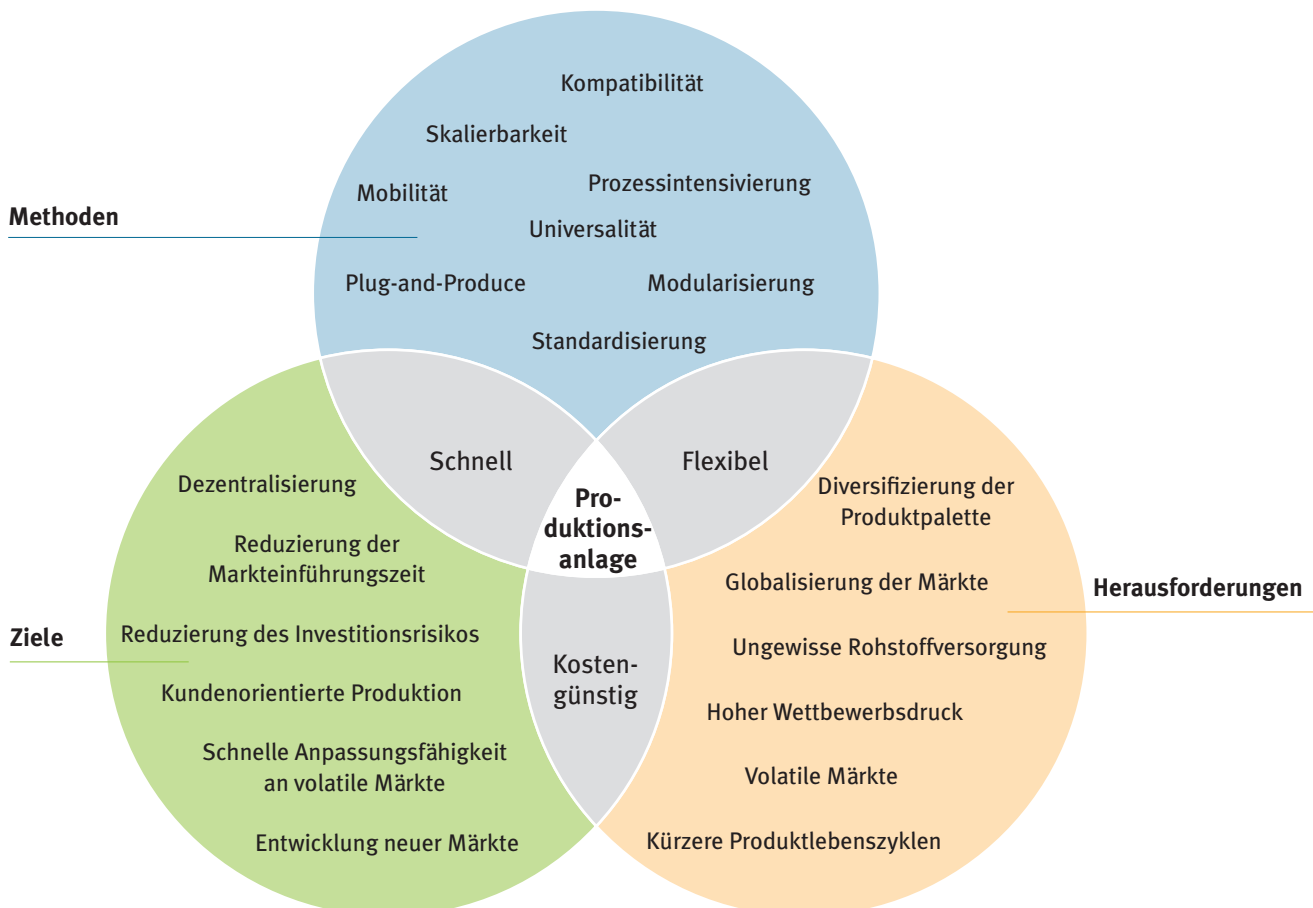 Kompatibilität
Skalierbarkeit
Prozessintensivierung
Mobilität
Methoden
Universalität
Plug-and-Produce
Modularisierung
Standardisierung
Schnell
Flexibel
Dezentralisierung
Diversifizierung der
Produktpalette
Pro-
duktions-
anlage
Reduzierung der
Markteinführungszeit
Globalisierung der Märkte
Herausforderungen
Ziele
Reduzierung des Investitionsrisikos
Ungewisse Rohstoffversorgung
Kosten-
günstig
Kundenorientierte Produktion
Hoher Wettbewerbsdruck
Schnelle Anpassungsfähigkeit
an volatile Märkte
Volatile Märkte
Entwicklung neuer Märkte
Kürzere Produktlebenszyklen